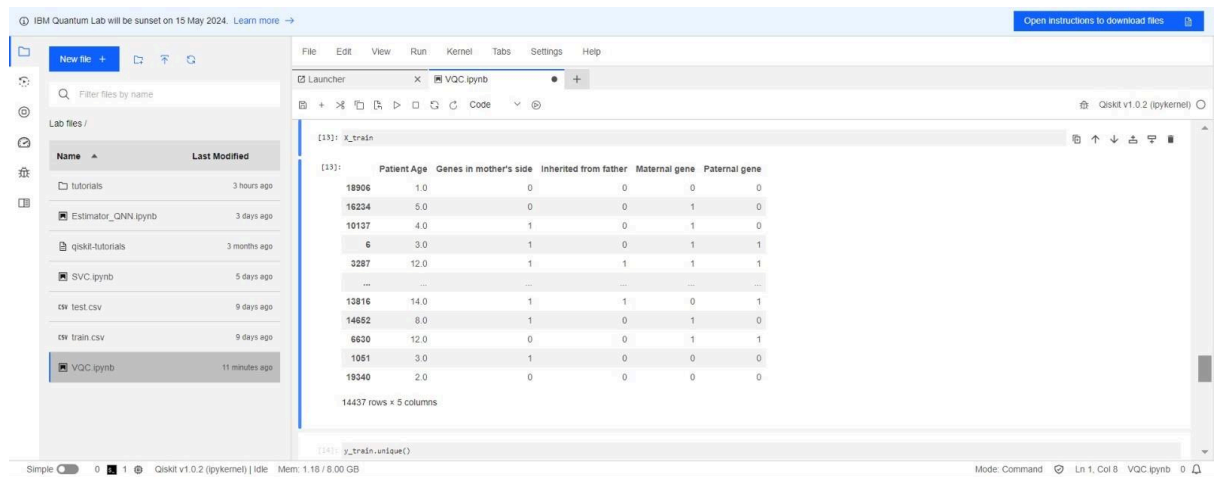 IBM Quantum Lab will be sunset on 15 May 2024. Learn more →
Open instructions to download files
New file +
Filter files by name
Lab files /
Name Last Modified
tutorials 3 hours ago
Estimator_QNN.ipynb 3 days ago
qiskit-tutorials 3 months ago
SVC.ipynb 5 days ago
CSV test.csv 9 days ago
CSV train.csv 9 days ago
VQC.ipynb 11 minutes ago
File Edit View Run Kernel Tabs Settings Help
Launcher × VQC.ipynb ● +
Code
Qiskit v1.0.2 (ipykernel)
[13]: X_train
[13]: Patient Age Genes in mother's side Inherited from father Maternal gene Paternal gene
18906 1.0 0 0 0 0
16234 5.0 0 0 1 0
10137 4.0 1 0 1 0
6 3.0 1 0 1 1
3287 12.0 1 1 1 1
... ... ... ... ... ...
13816 14.0 1 1 0 1
14652 8.0 1 0 1 0
6630 12.0 0 0 1 1
1051 3.0 1 0 0 0
19340 2.0 0 0 0 0
14437 rows × 5 columns
[14]: y_train.unique()
Simple 0 1 Qiskit v1.0.2 (ipykernel) | Idle Mem: 1.18 / 8.00 GB
Mode: Command Ln 1, Col 8 VQC.ipynb 0